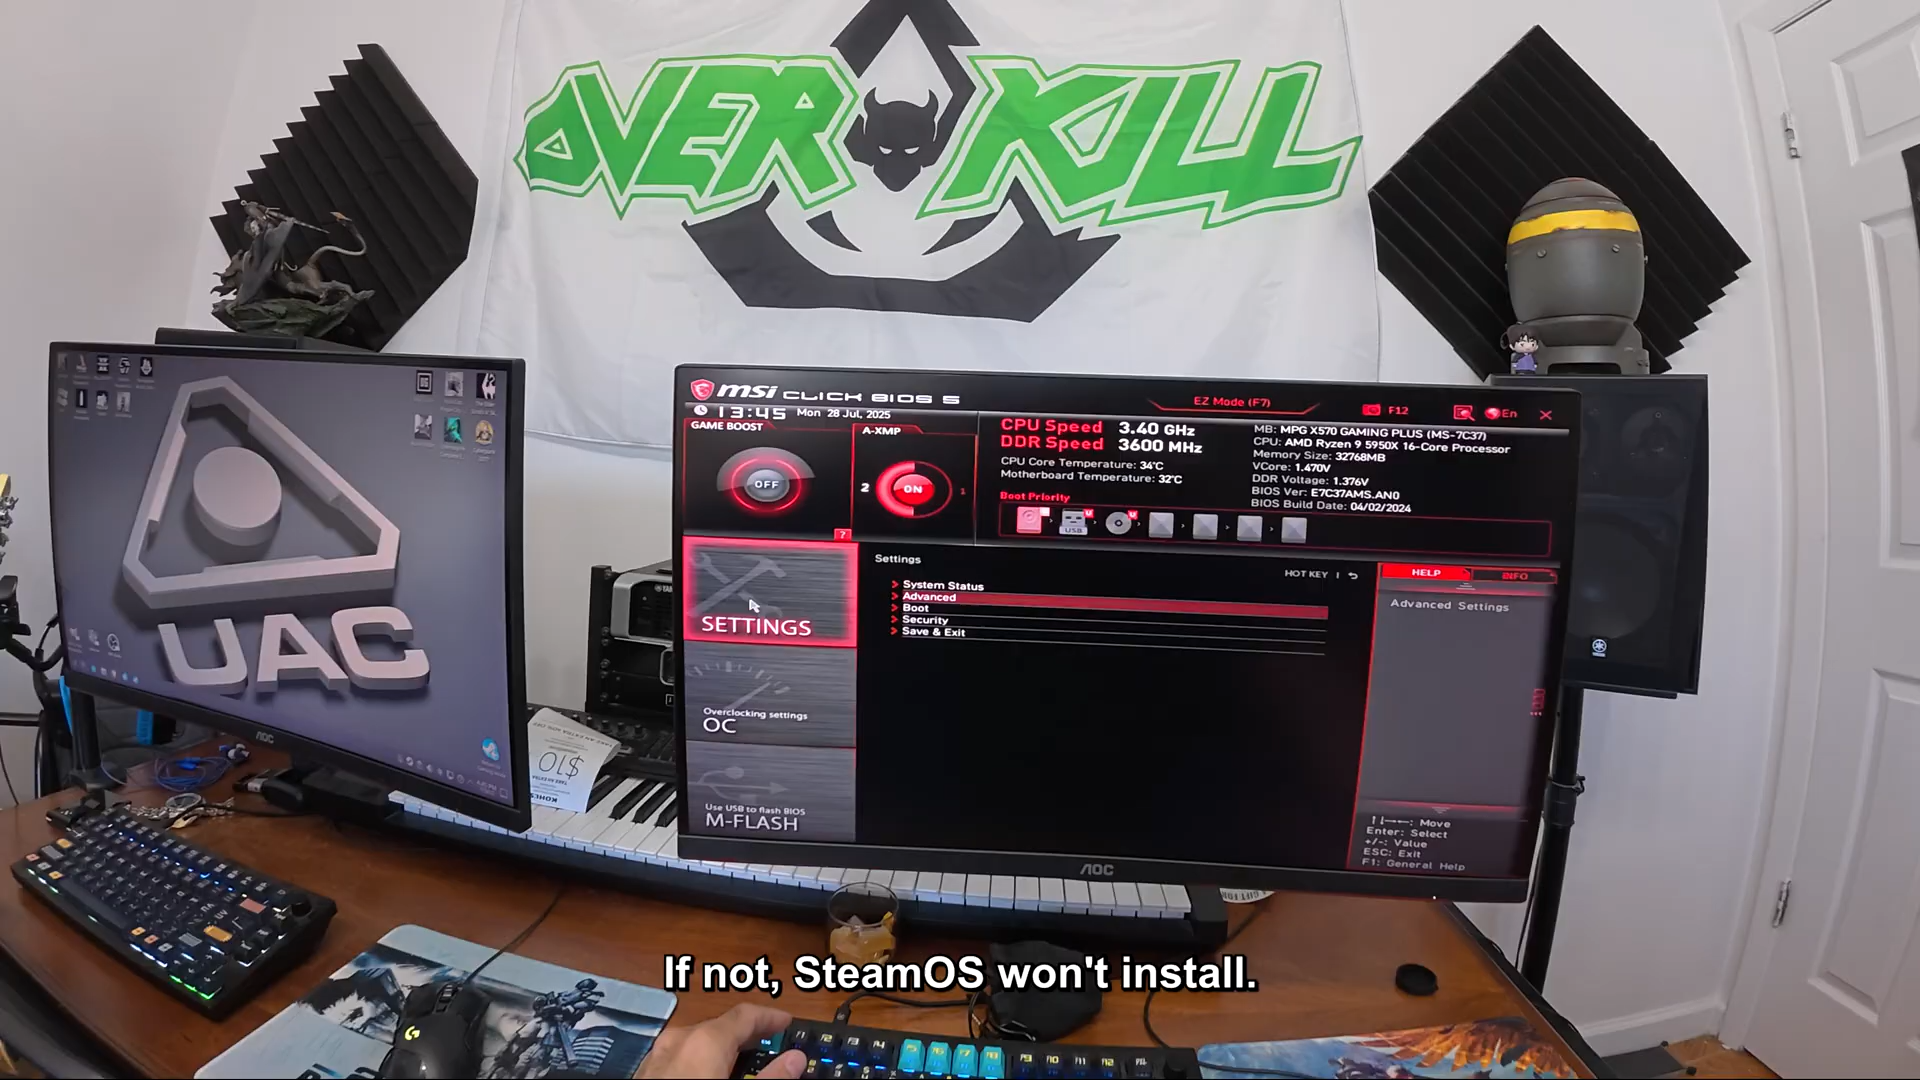 OVERKILL
msi CLICK BIOS 5
EZ Mode (F7)
F12
En
X
13:45 Mon 28 Jul, 2025
GAME BOOST
OFF
A-XMP
2
ON
1
CPU Speed 3.40 GHz
DDR Speed 3600 MHz
CPU Core Temperature: 34°C
Motherboard Temperature: 32°C
MB: MPG X570 GAMING PLUS (MS-7C37)
CPU: AMD Ryzen 9 5950X 16-Core Processor
Memory Size: 32768MB
VCore: 1.470V
DDR Voltage: 1.376V
BIOS Ver: E7C37AMS.AN0
BIOS Build Date: 04/02/2024
Boot Priority
U
USB
U
?
SETTINGS
Overclocking settings
OC
Use USB to flash BIOS
M-FLASH
Settings
HOT KEY
> System Status
> Advanced
> Boot
> Security
> Save & Exit
HELP
INFO
Advanced Settings
Move
Enter: Select
+/-: Value
ESC: Exit
F1: General Help
AOC
UAC
AOC
$10
TAKE AN EXTRA
KOHL'S
If not, SteamOS won't install.